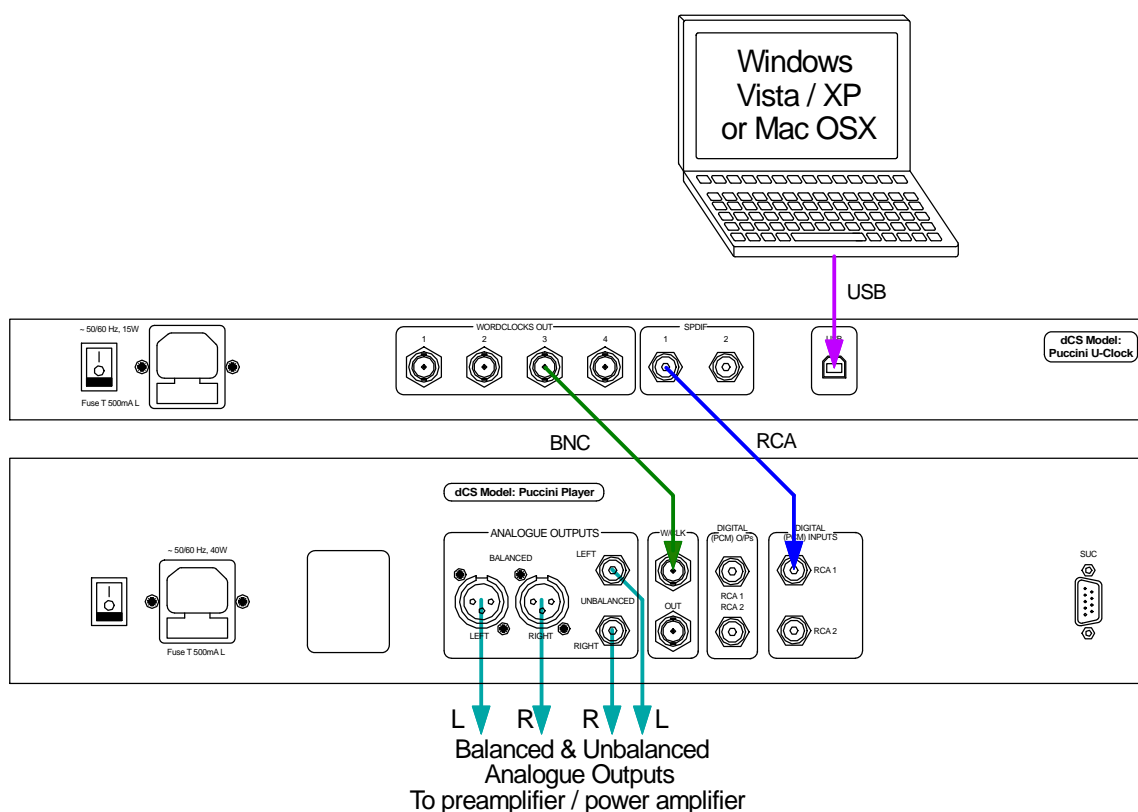 Windows
Vista / XP
or Mac OSX
USB
~ 50/60 Hz, 15W
Fuse T 500mA L
WORDCLOCKS OUT
1 2 3 4
SPDIF
1 2
USB
dCS Model:
Puccini U-Clock
BNC
RCA
dCS Model: Puccini Player
~ 50/60 Hz, 40W
Fuse T 500mA L
ANALOGUE OUTPUTS
BALANCED
LEFT
RIGHT
LEFT
UNBALANCED
RIGHT
W/CLK
OUT
DIGITAL
(PCM) O/Ps
RCA 1
RCA 2
DIGITAL
(PCM) INPUTS
RCA 1
RCA 2
SUC
L R R L
Balanced & Unbalanced
Analogue Outputs
To preamplifier / power amplifier